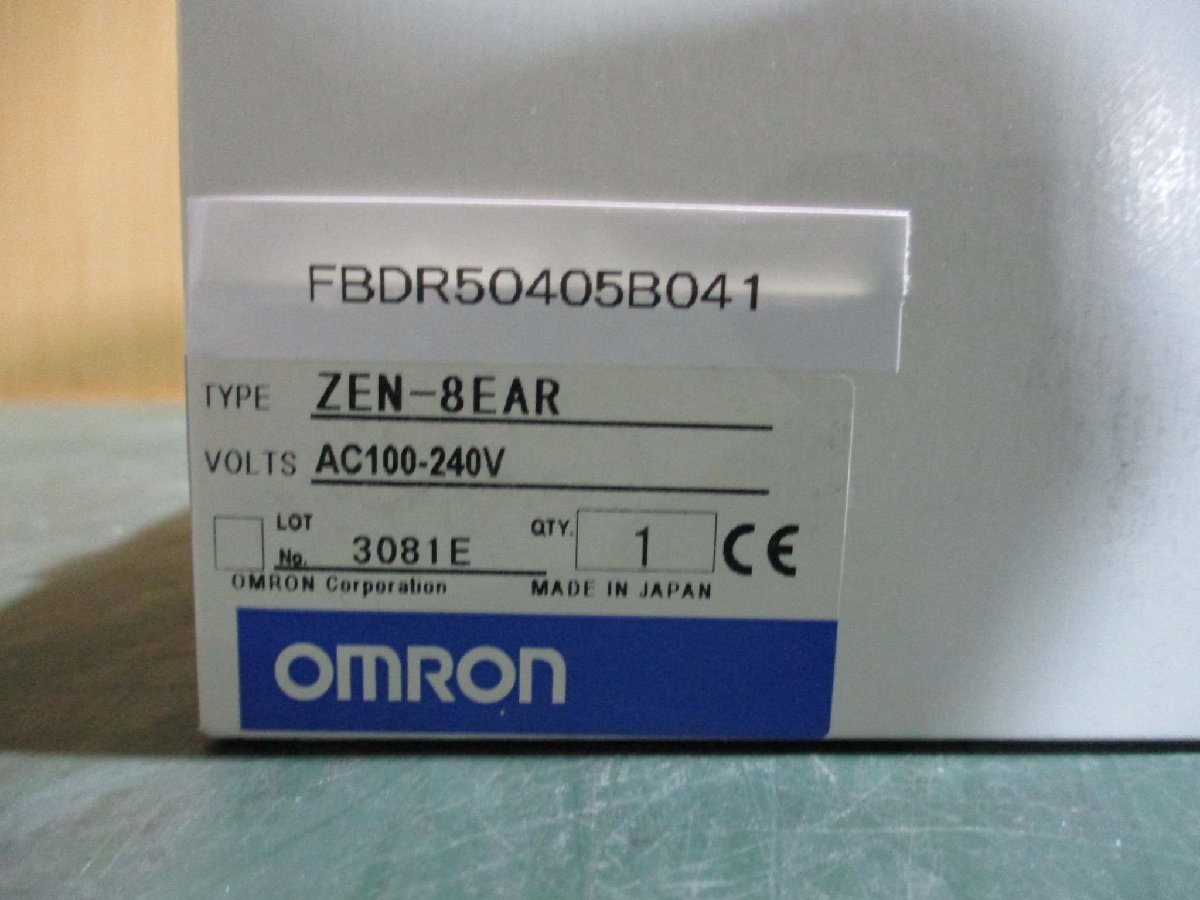 FBDR50405B041
TYPE ZEN-8EAR
VOLTS AC100-240V
LOT No. 3081E QTY. 1 CE
OMRON Corporation MADE IN JAPAN
OMRON